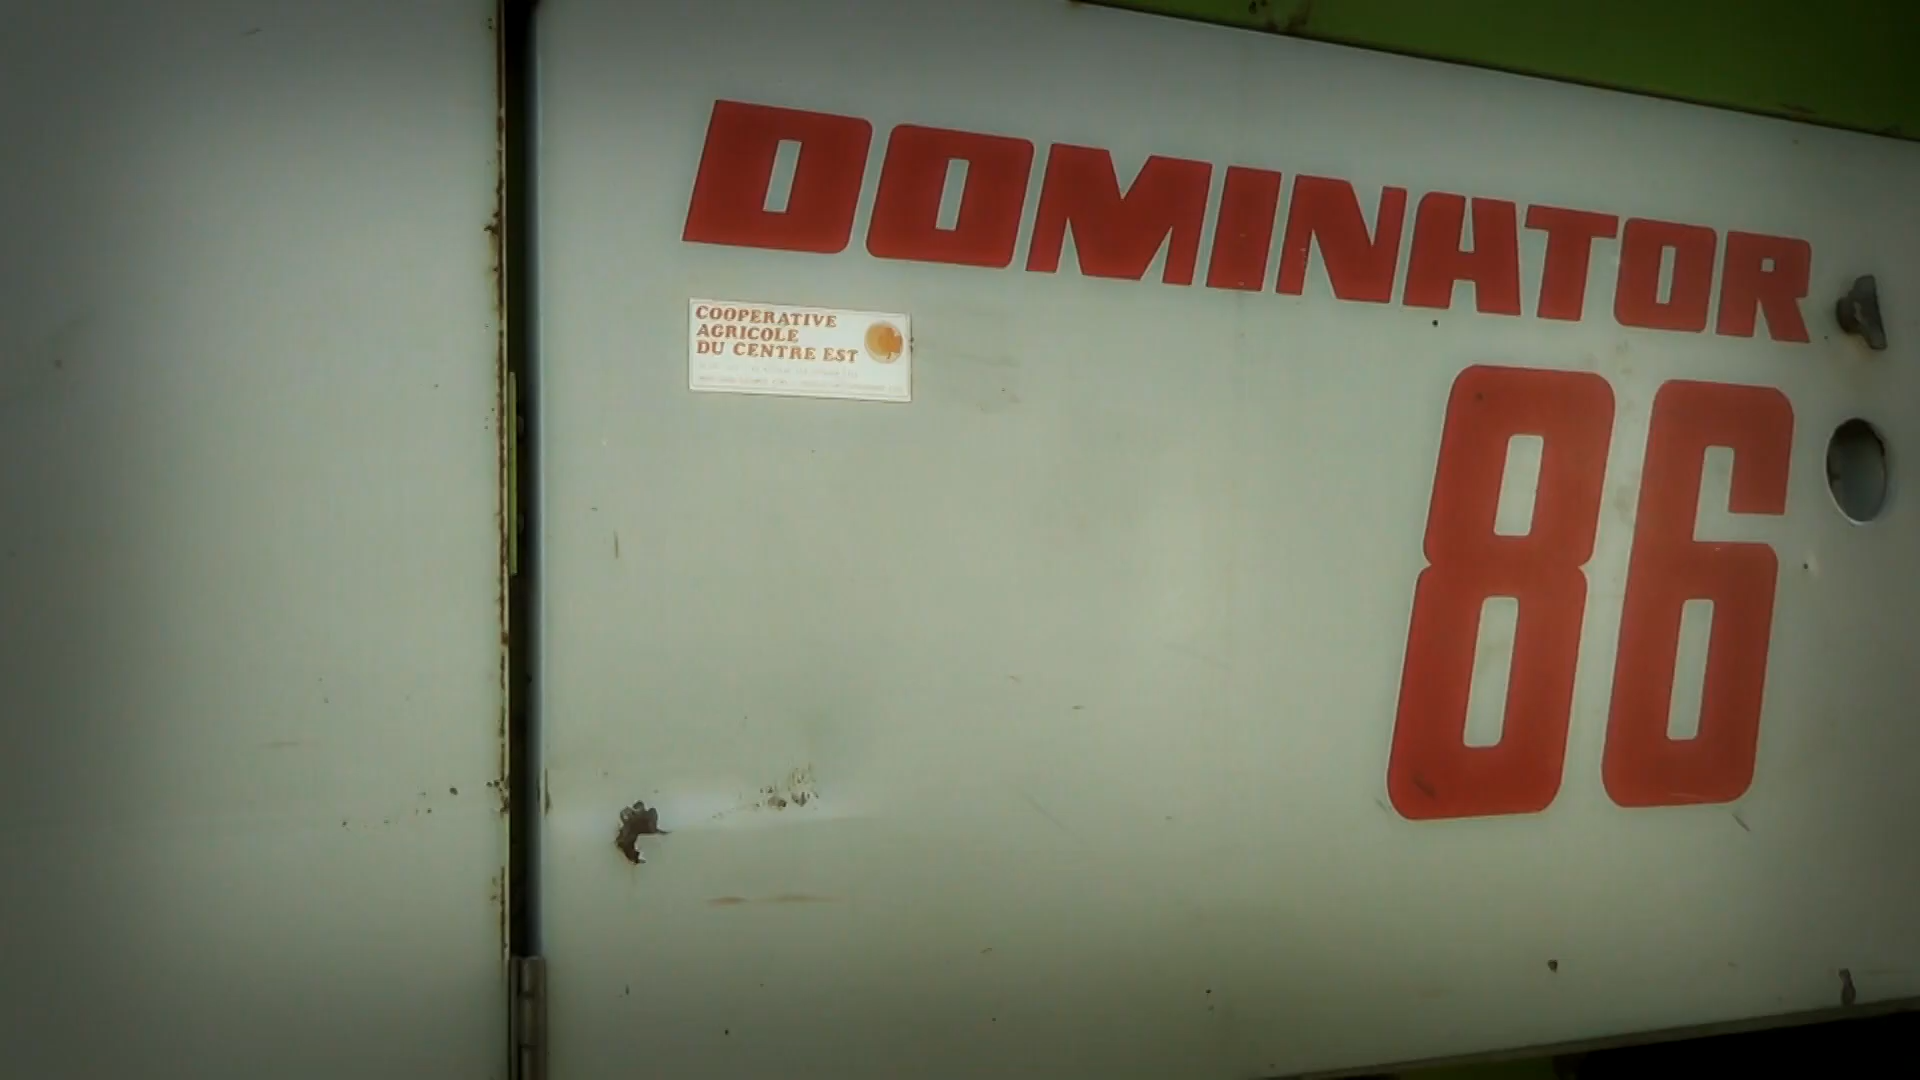 DOMINATOR
COOPERATIVE
AGRICOLE
DU CENTRE EST
86